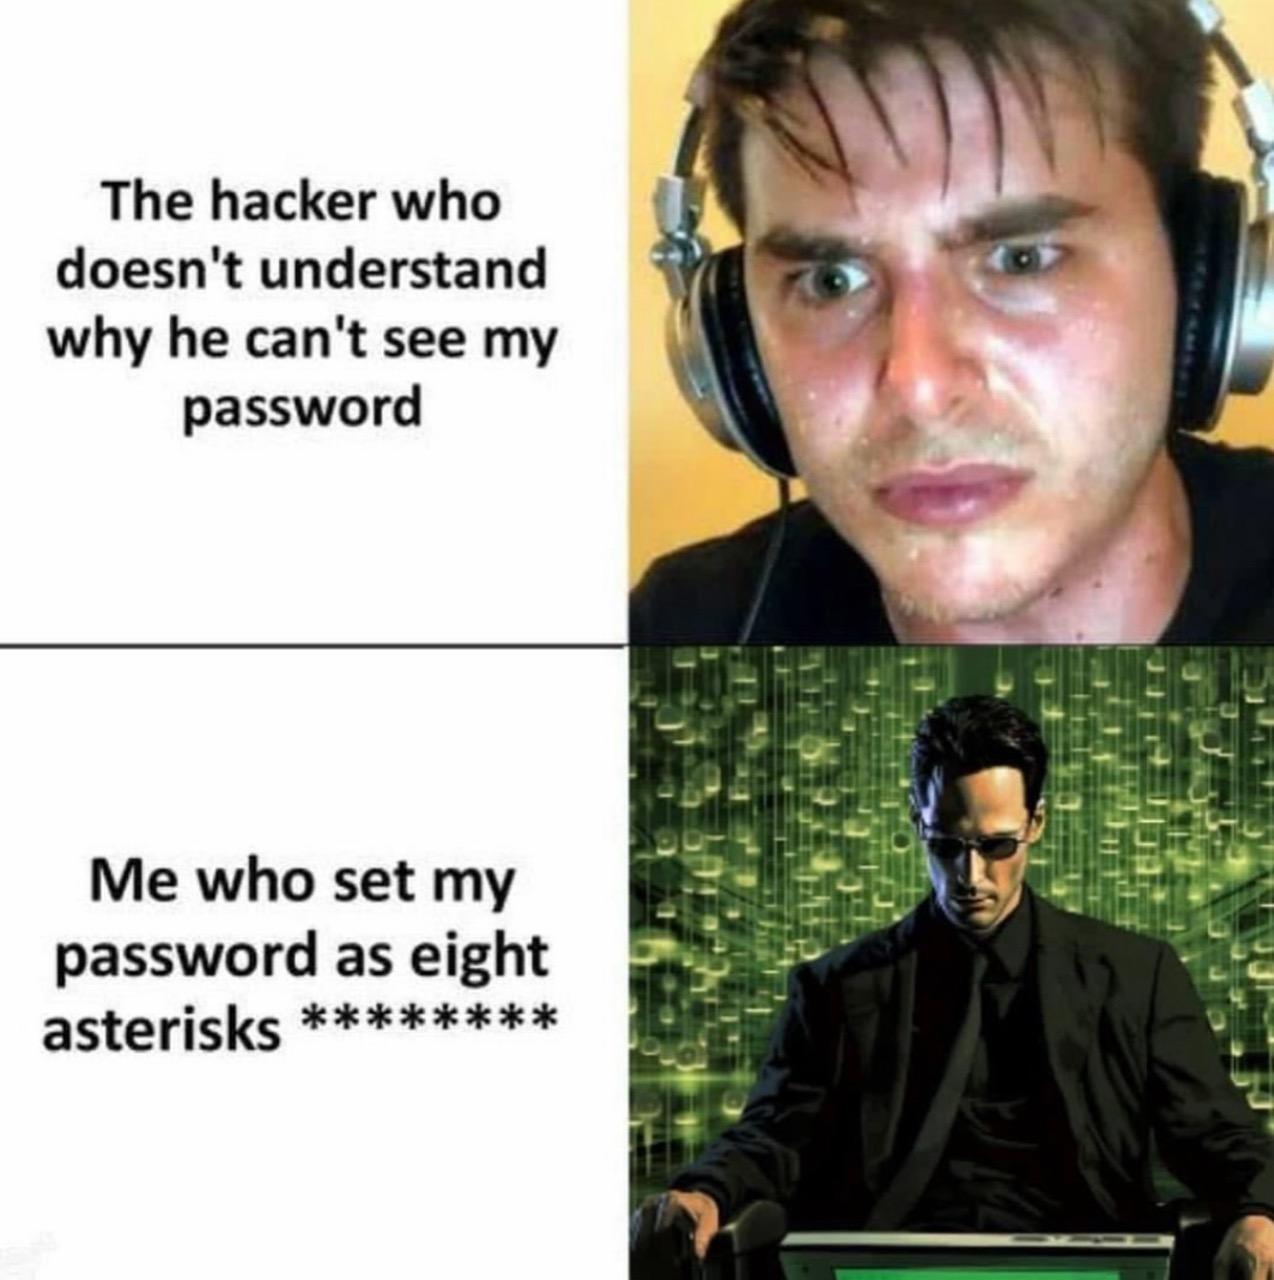 The hacker who
doesn't understand
why he can't see my
password
Me who set my
password as eight
asterisks ********